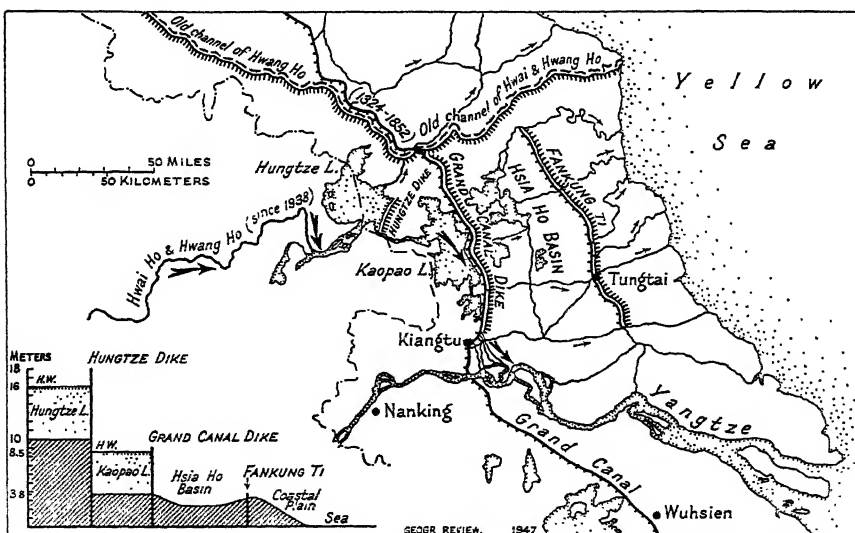 Old channel of Hwang Ho
(1324-1852)
Old channel of Hwai & Hwang Ho
Yellow
Sea
0 50 MILES
0 50 KILOMETERS
Hungtze L.
HUNGTZE DIKE
GRAND CANAL DIKE
HSIA HO BASIN
FANKUNG TI
Hwai Ho & Hwang Ho (since 1938)
Kaopao L.
Tungtai
Kiangtu
Nanking
Yangtze
Grand Canal
Wuhsien
METERS
HUNGTZE DIKE
18
H.W.
16
Hungtze L.
GRAND CANAL DIKE
10
H.W.
8.5
Kaopao L.
Hsia Ho
Basin
FANKUNG TI
3.8
Coastal
Plain
Sea
GEOGR. REVIEW, 1947